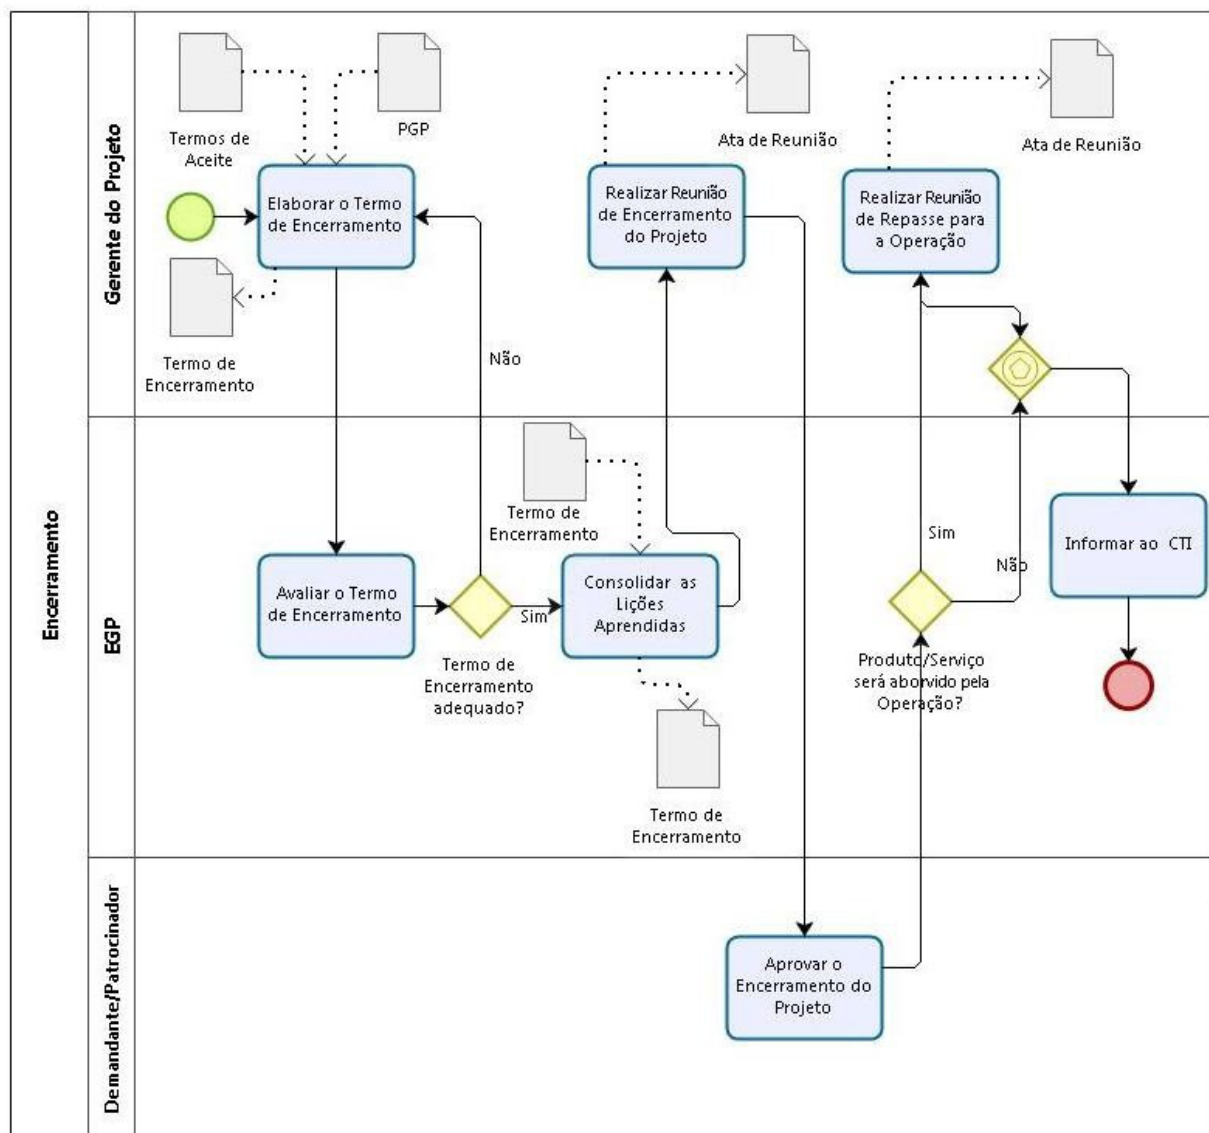 Encerramento
Gerente do Projeto
Termos de
Aceite
PGP
Elaborar o Termo
de Encerramento
Termo de
Encerramento
Não
Ata de Reunião
Realizar Reunião
de Encerramento
do Projeto
Ata de Reunião
Realizar Reunião
de Repasse para
a Operação
EGP
Avaliar o Termo
de Encerramento
Termo de
Encerramento
adequado?
Sim
Termo de
Encerramento
Consolidar as
Lições
Aprendidas
Termo de
Encerramento
Produto/Serviço
será aborvido pela
Operação?
Sim
Não
Informar ao CTI
Demandante/Patrocinador
Aprovar o
Encerramento do
Projeto